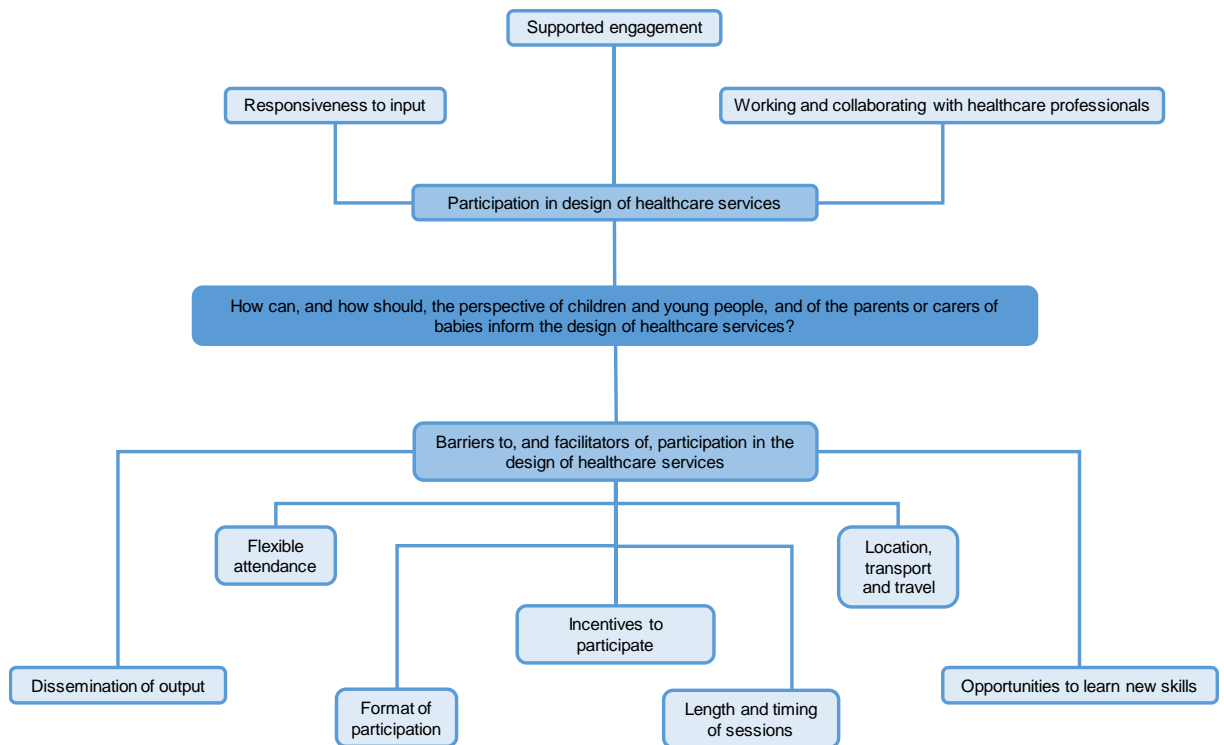 Supported engagement
Responsiveness to input
Working and collaborating with healthcare professionals
Participation in design of healthcare services
How can, and how should, the perspective of children and young people, and of the parents or carers of
babies inform the design of healthcare services?
Barriers to, and facilitators of, participation in the
design of healthcare services
Flexible
attendance
Location,
transport
and travel
Incentives to
participate
Dissemination of output
Opportunities to learn new skills
Format of
participation
Length and timing
of sessions